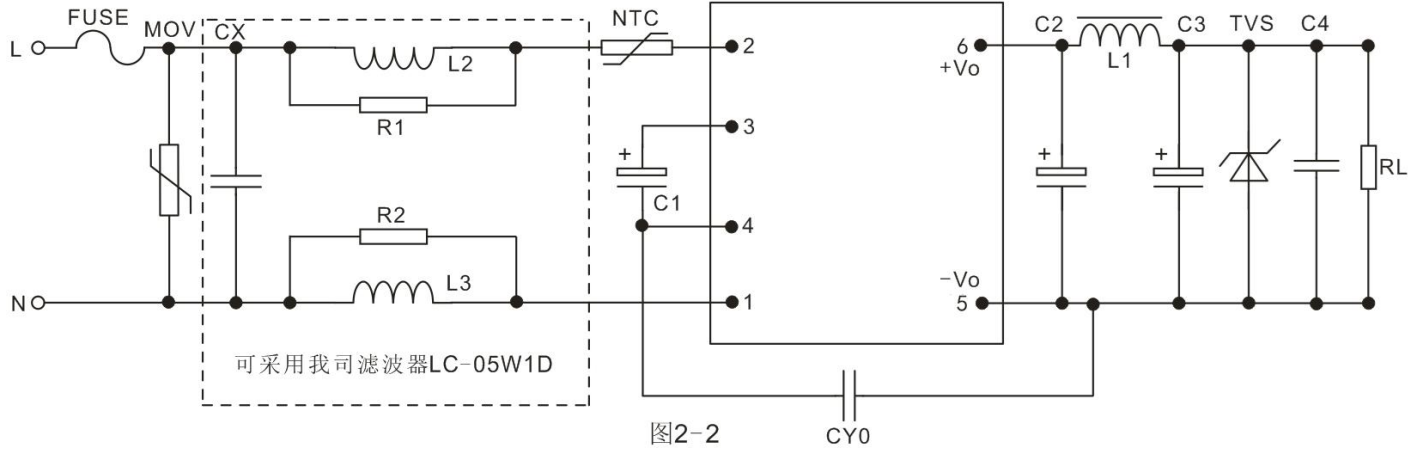 FUSE
MOV
CX
NTC
C2
C3
TVS
C4
L
L2
R1
2
3
C1
4
6
+Vo
L1
RL
R2
L3
N
1
−Vo
5
+
+
+
可采用我司滤波器LC-05W1D
图2-2
CY0